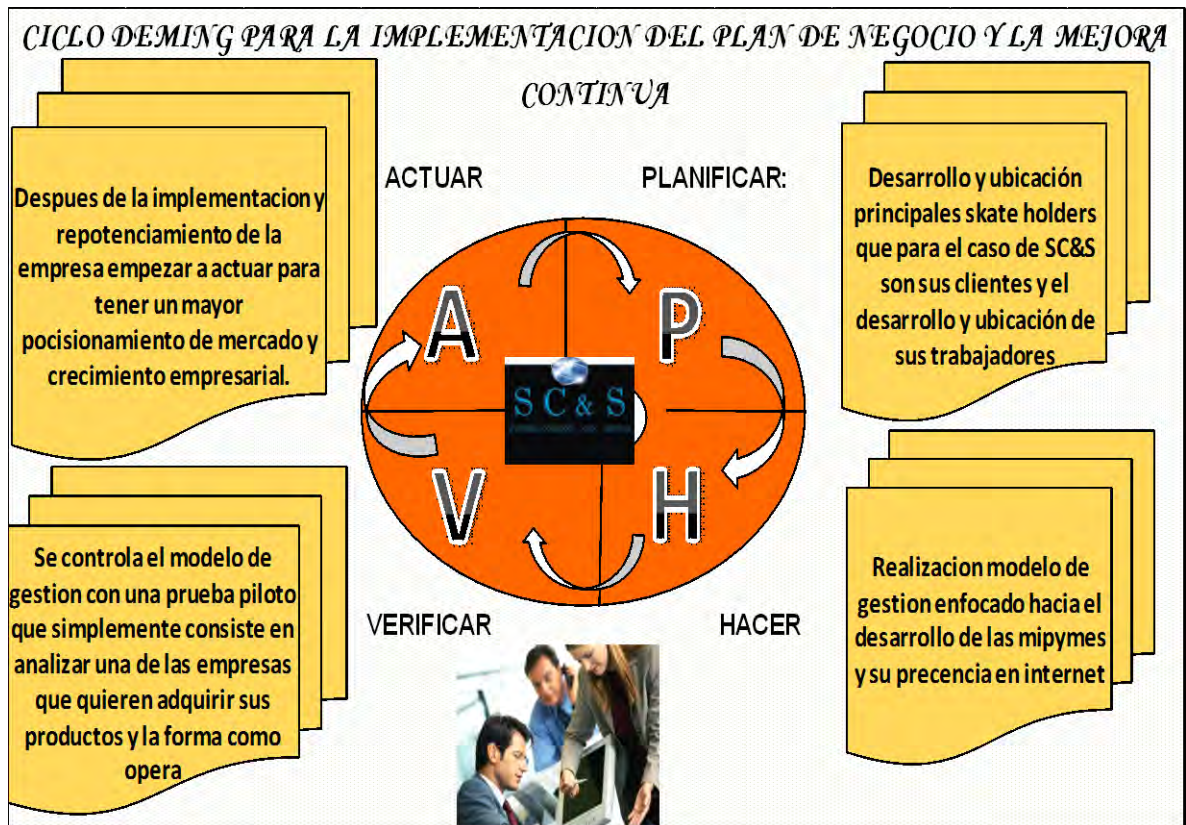 CICLO DEMING PARA LA IMPLEMENTACION DEL PLAN DE NEGOCIO Y LA MEJORA
CONTINUA
ACTUAR
Despues de la implementacion y
repotenciamiento de la
empresa empezar a actuar para
tener un mayor
pocisionamiento de mercado y
crecimiento empresarial.
PLANIFICAR:
Desarrollo y ubicación
principales skate holders
que para el caso de SC&S
son sus clientes y el
desarrollo y ubicación de
sus trabajadores
A
P
S C & S
V
H
VERIFICAR
Se controla el modelo de
gestion con una prueba piloto
que simplemente consiste en
analizar una de las empresas
que quieren adquirir sus
productos y la forma como
opera
HACER
Realizacion modelo de
gestion enfocado hacia el
desarrollo de las mipymes
y su precencia en internet